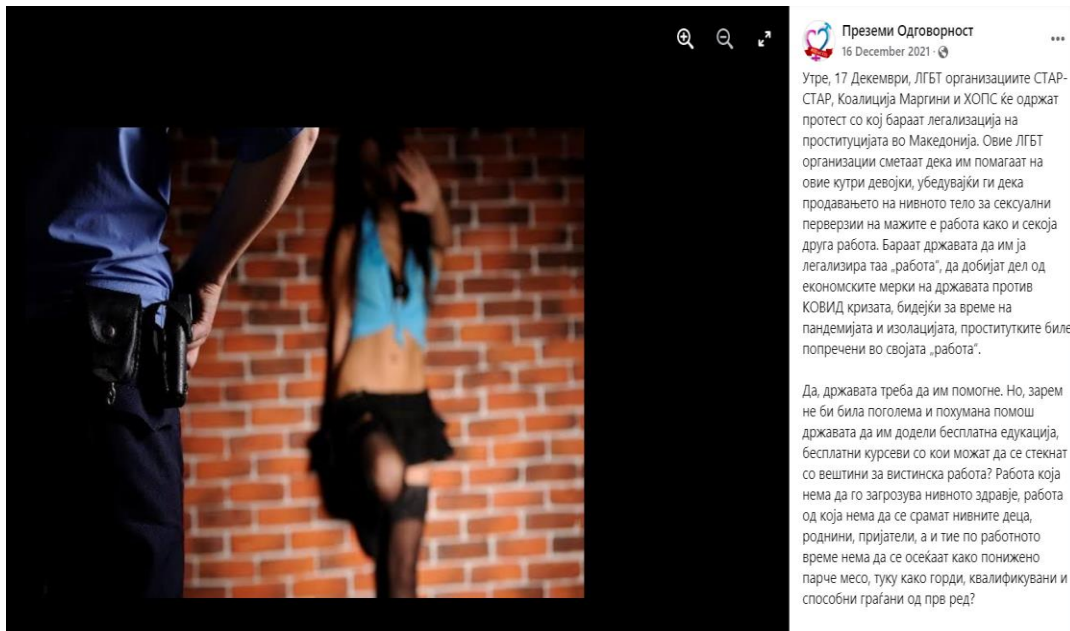 Преземи Одговорност
16 December 2021 ·
Утре, 17 Декември, ЛГБТ организациите СТАР-
СТАР, Коалиција Маргини и ХОПС ќе одржат
протест со кој бараат легализација на
проституцијата во Македонија. Овие ЛГБТ
организации сметаат дека им помагаат на
овие кутри девојки, убедувајќи ги дека
продавањето на нивното тело за сексуални
перверзии на мажите е работа како и секоја
друга работа. Бараат државата да им ја
легализира таа „работа“, да добијат дел од
економските мерки на државата против
КОВИД кризата, бидејќи за време на
пандемијата и изолацијата, проститутките биле
попречени во својата „работа“.
Да, државата треба да им помогне. Но, зарем
не би била поголема и похумана помош
државата да им додели бесплатна едукација,
бесплатни курсеви со кои можат да се стекнат
со вештини за вистинска работа? Работа која
нема да го загрозува нивното здравје, работа
од која нема да се срамат нивните деца,
роднини, пријатели, а и тие по работното
време нема да се осеќаат како понижено
парче месо, туку како горди, квалификувани и
способни граѓани од прв ред?